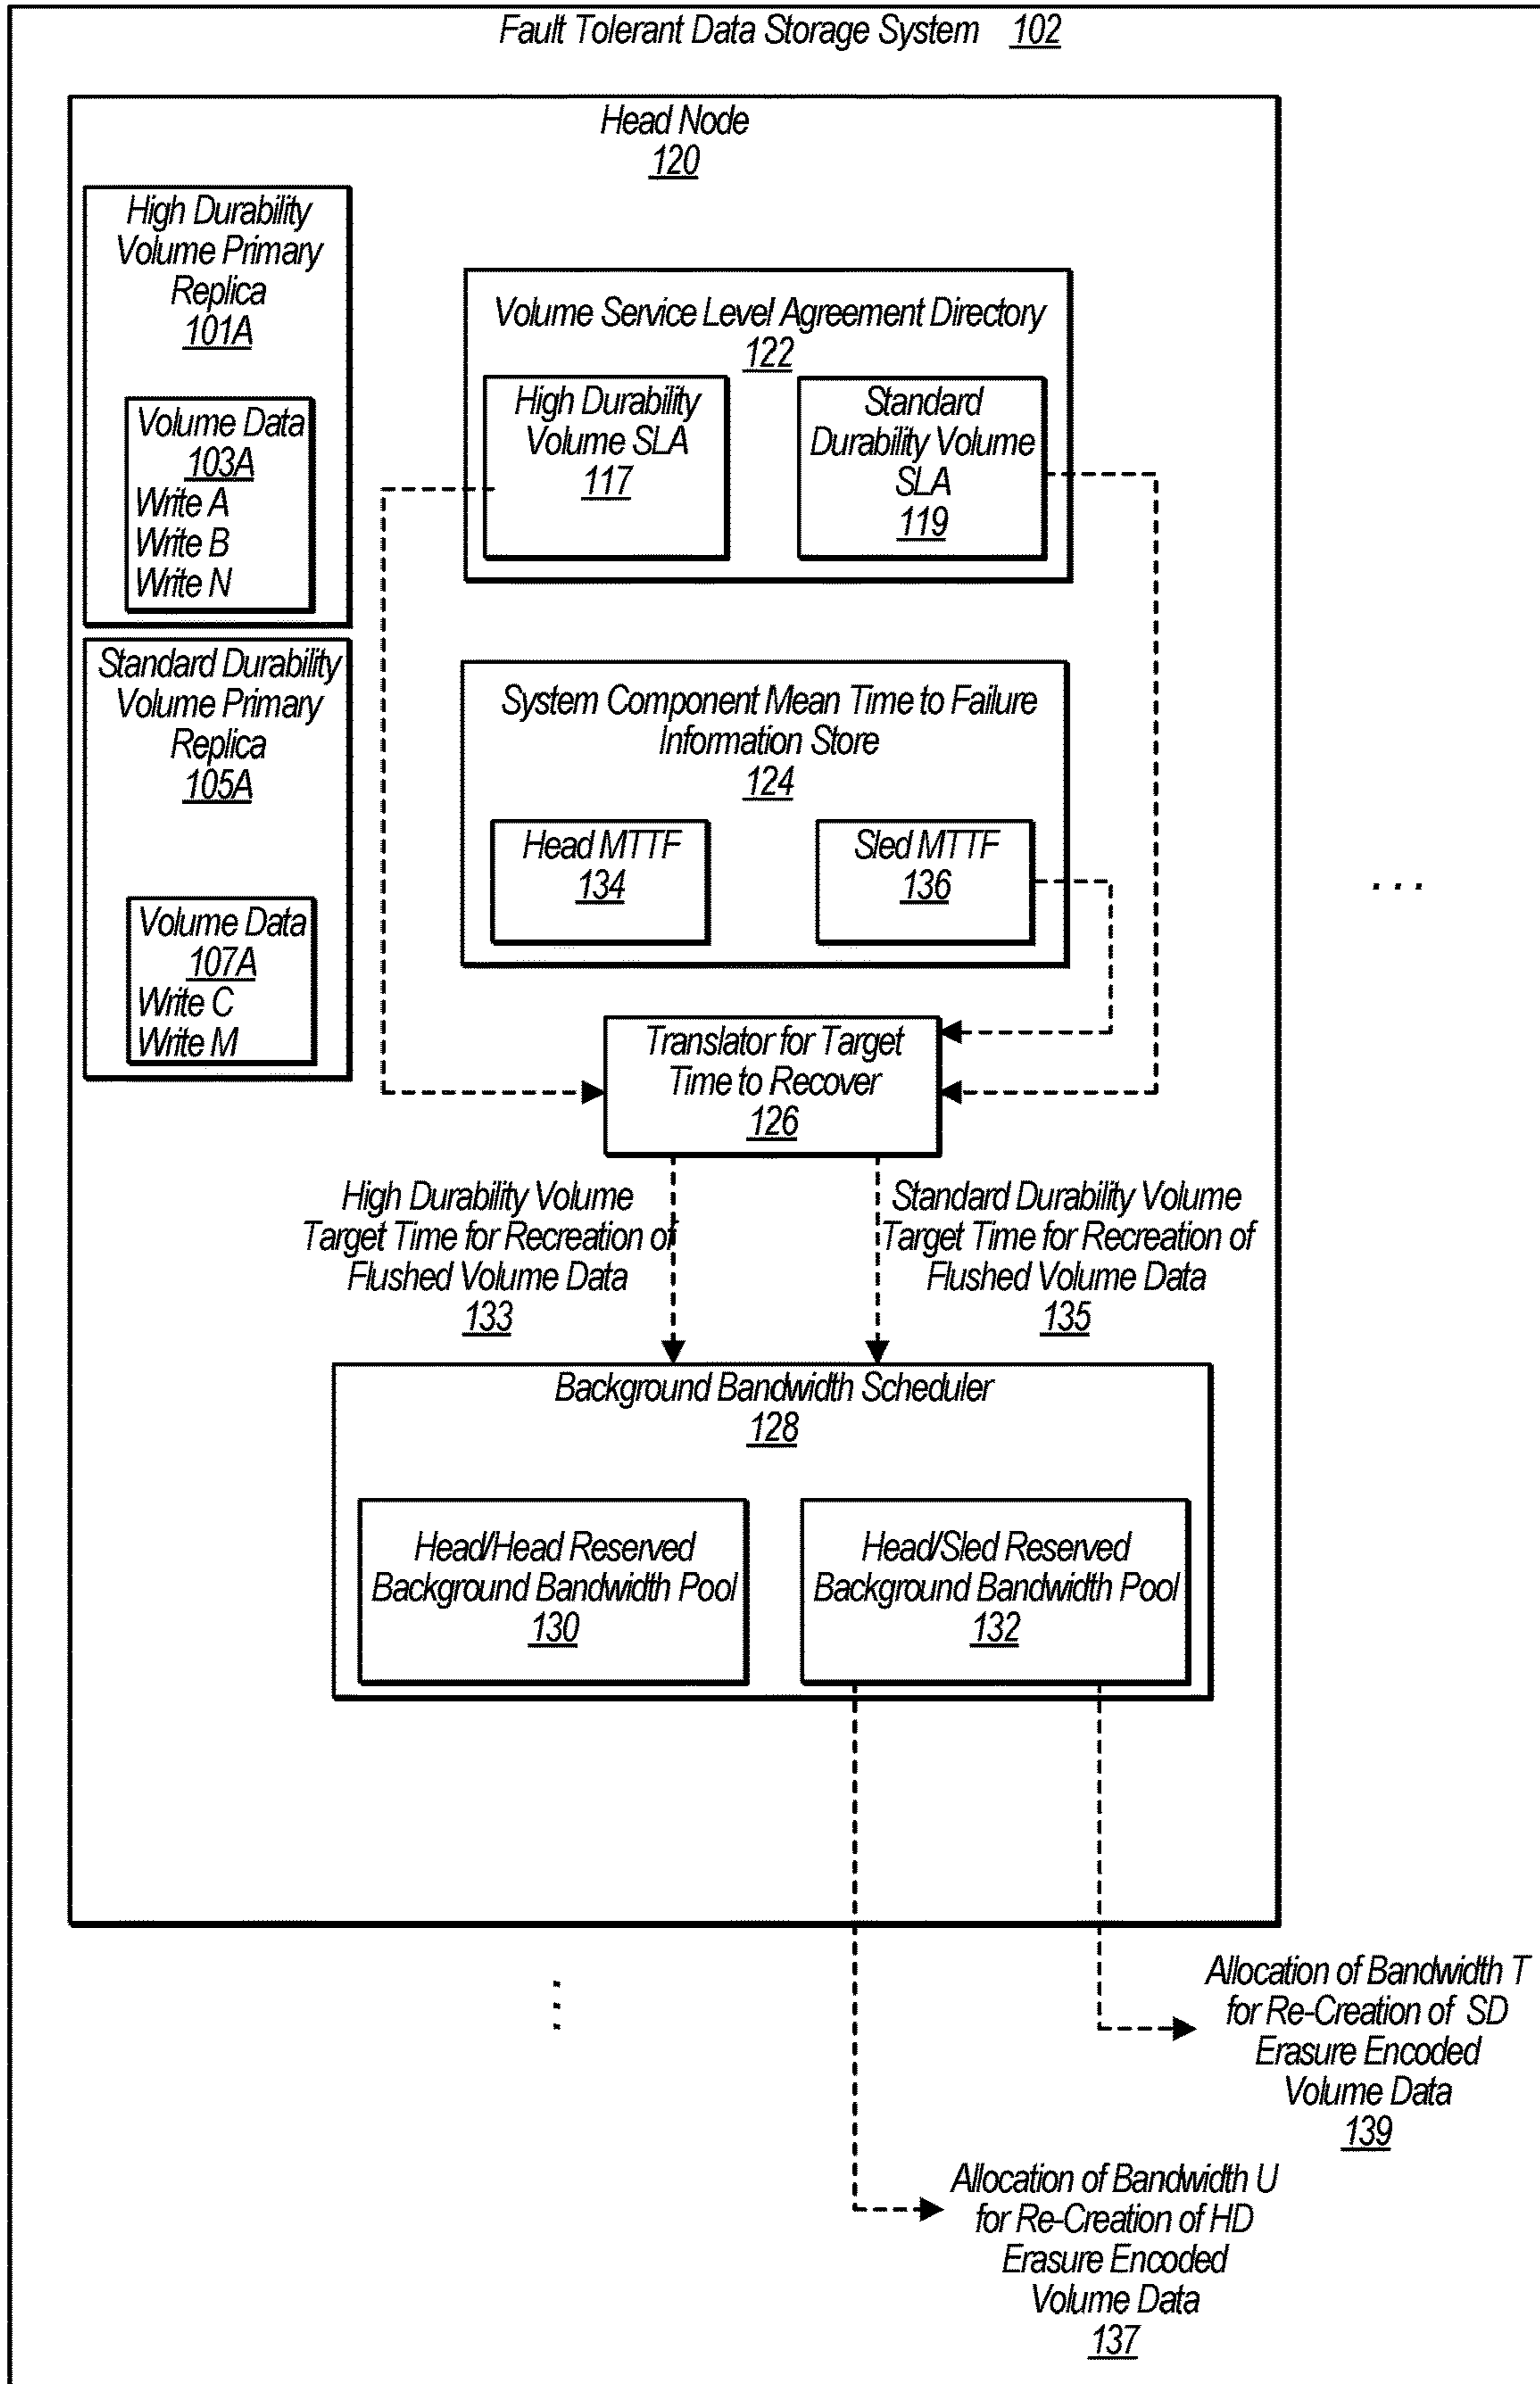 Fault Tolerant Data Storage System 102
Head Node
120
High Durability
Volume Primary
Replica
101A
Volume Data
103A
Write A
Write B
Write N
Standard Durability
Volume Primary
Replica
105A
Volume Data
107A
Write C
Write M
Volume Service Level Agreement Directory
122
High Durability
Volume SLA
117
Standard
Durability Volume
SLA
119
System Component Mean Time to Failure
Information Store
124
Head MTTF
134
Sled MTTF
136
. . .
Translator for Target
Time to Recover
126
High Durability Volume
Target Time for Recreation of
Flushed Volume Data
133
Standard Durability Volume
Target Time for Recreation of
Flushed Volume Data
135
Background Bandwidth Scheduler
128
Head/Head Reserved
Background Bandwidth Pool
130
Head/Sled Reserved
Background Bandwidth Pool
132
Allocation of Bandwidth T
for Re-Creation of SD
Erasure Encoded
Volume Data
139
Allocation of Bandwidth U
for Re-Creation of HD
Erasure Encoded
Volume Data
137